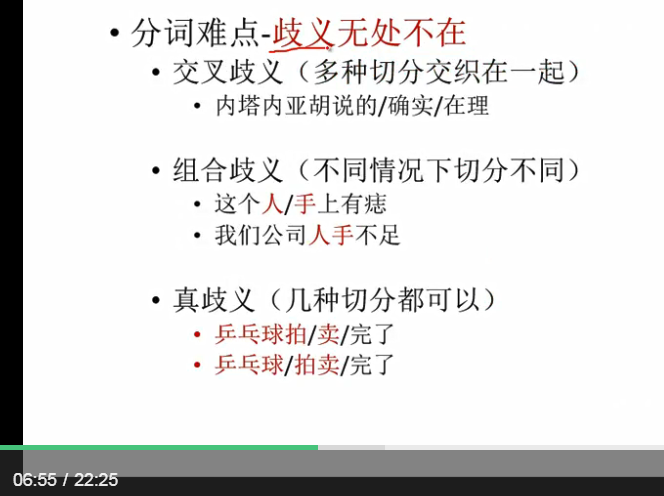 • 分词难点-歧义无处不在
• 交叉歧义（多种切分交织在一起）
• 内塔内亚胡说的/确实/在理
• 组合歧义（不同情况下切分不同）
• 这个人/手上有痣
• 我们公司人手不足
• 真歧义（几种切分都可以）
• 乒乓球拍/卖/完了
• 乒乓球/拍卖/完了
06:55 / 22:25